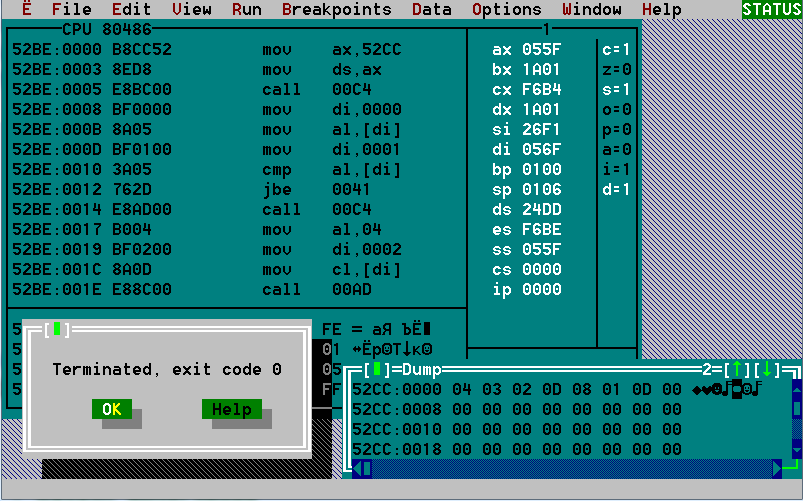 Ë File Edit View Run Breakpoints Data Options Window Help STATUS
CPU 80486 1
52BE:0000 B8CC52 mov ax,52CC ax 055F c=1
52BE:0003 8ED8 mov ds,ax bx 1A01 z=0
52BE:0005 E8BC00 call 00C4 cx F6B4 s=1
52BE:0008 BF0000 mov di,0000 dx 1A01 o=0
52BE:000B 8A05 mov al,[di] si 26F1 p=0
52BE:000D BF0100 mov di,0001 di 056F a=0
52BE:0010 3A05 cmp al,[di] bp 0100 i=1
52BE:0012 762D jbe 0041 sp 0106 d=1
52BE:0014 E8AD00 call 00C4 ds 24DD
52BE:0017 B004 mov al,04 es F6BE
52BE:0019 BF0200 mov di,0002 ss 055F
52BE:001C 8A0D mov cl,[di] cs 0000
52BE:001E E88C00 call 00AD ip 0000
5 [■] FE = аЯ ЪЁ
5 01 ↔Ёр☺Т↓к☺
Terminated, exit code 0
5 05
5 FF
OK Help
[■]=Dump 2=[↑][↓]
52CC:0000 04 03 02 0D 08 01 0D 00 ♦♥☻♪◘☺♪
52CC:0008 00 00 00 00 00 00 00 00
52CC:0010 00 00 00 00 00 00 00 00
52CC:0018 00 00 00 00 00 00 00 00